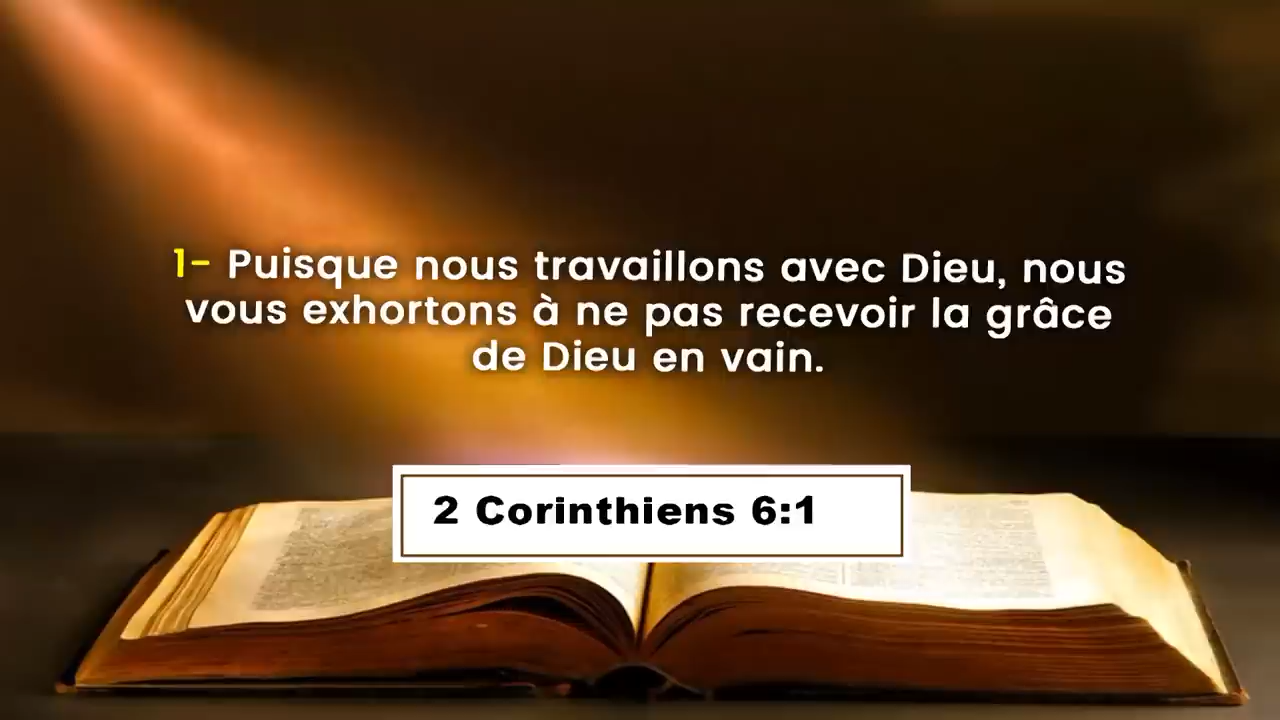 1- Puisque nous travaillons avec Dieu, nous
vous exhortons à ne pas recevoir la grâce
de Dieu en vain.
2 Corinthiens 6:1